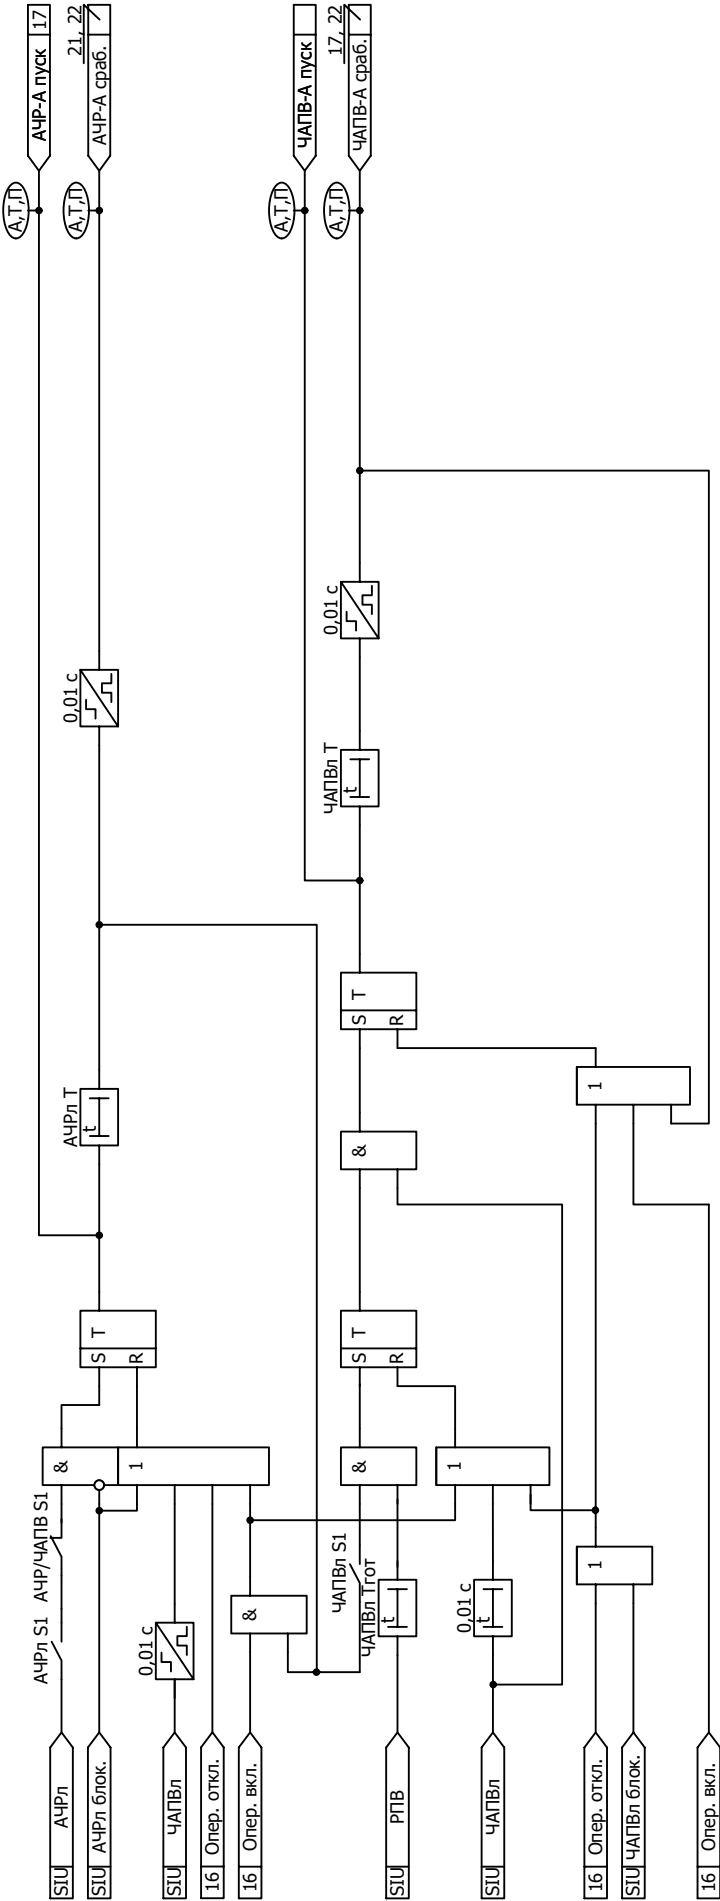 А,Т,П
АЧР-А пуск 17
АЧРл S1
АЧР/ЧАПВ S1
SIU АЧРл
&
АЧРл Т
0,01 с
А,Т,П
21, 22
SIU АЧРл блок.
S T
t
АЧР-А сраб.
1
R
0,01 с
SIU ЧАПВл
16 Опер. откл.
16 Опер. вкл.
&
А,Т,П
ЧАПВ-А пуск
ЧАПВл S1
ЧАПВл Т
0,01 с
А,Т,П
17, 22
&
S T
&
S T
t
ЧАПВ-А сраб.
ЧАПВл Тгот
SIU РПВ
t
R
R
0,01 с
1
SIU ЧАПВл
t
16 Опер. откл.
1
1
SIU ЧАПВл блок.
16 Опер. вкл.